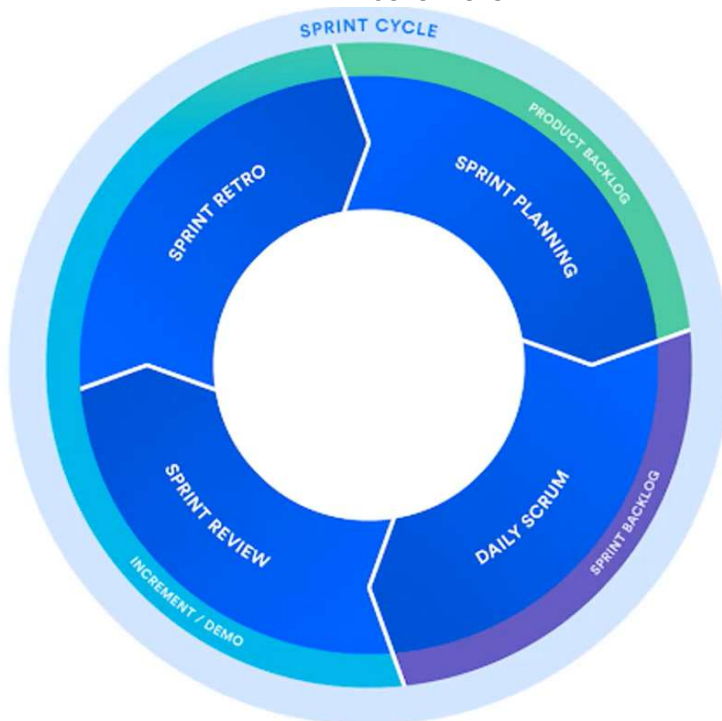 SPRINT CYCLE
PRODUCT BACKLOG
SPRINT PLANNING
DAILY SCRUM
SPRINT BACKLOG
SPRINT REVIEW
INCREMENT / DEMO
SPRINT RETRO